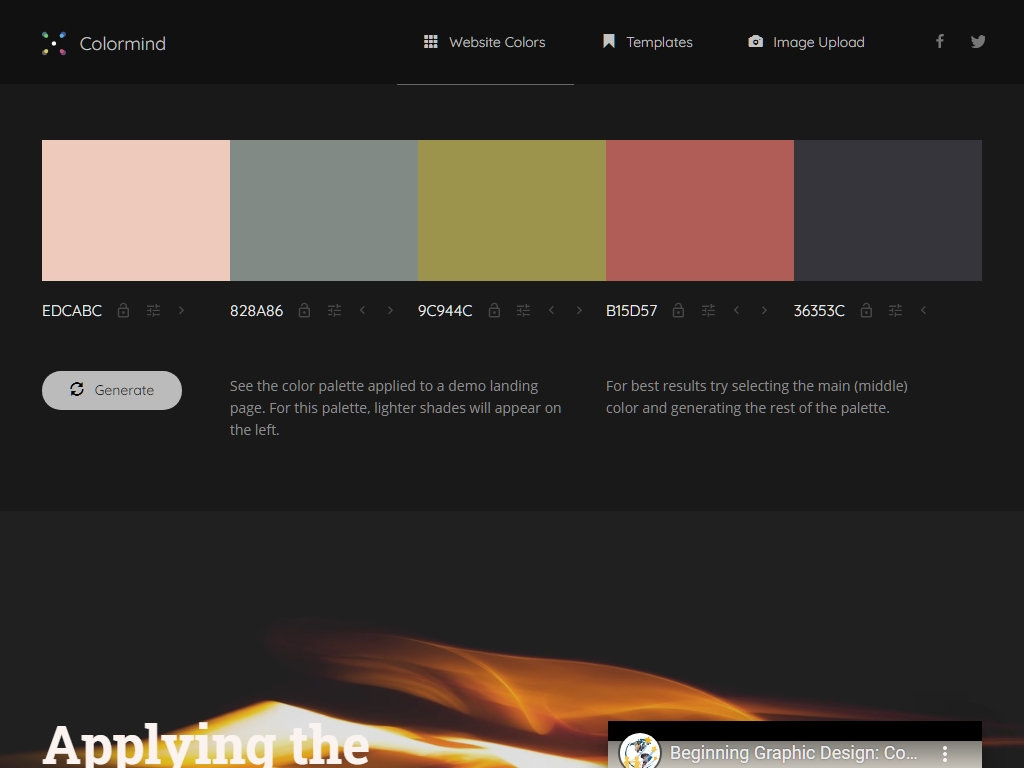 Colormind
Website Colors
Templates
Image Upload
EDCABC
828A86
9C944C
B15D57
36353C
Generate
See the color palette applied to a demo landing
page. For this palette, lighter shades will appear on
the left.
For best results try selecting the main (middle)
color and generating the rest of the palette.
Applying the
Beginning Graphic Design: Co...